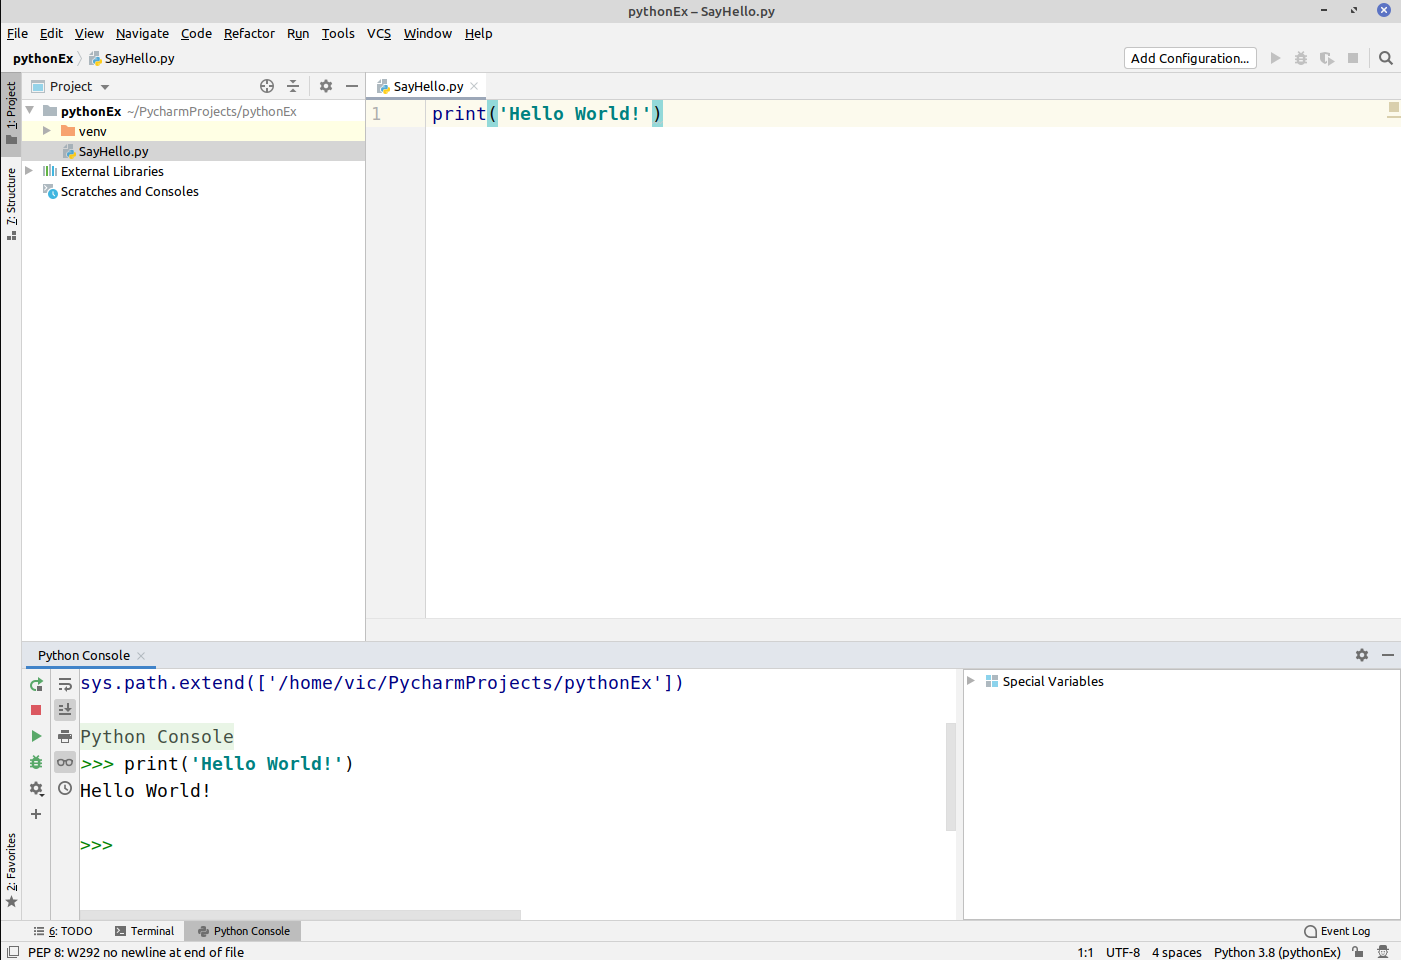 pythonEx – SayHello.py
File Edit View Navigate Code Refactor Run Tools VCS Window Help
pythonEx SayHello.py Add Configuration...
1: Project
7: Structure
2: Favorites
Project
pythonEx ~/PycharmProjects/pythonEx
venv
SayHello.py
External Libraries
Scratches and Consoles
SayHello.py
1 print('Hello World!')
Python Console
sys.path.extend(['/home/vic/PycharmProjects/pythonEx'])
Python Console
>>> print('Hello World!')
Hello World!
>>>
Special Variables
6: TODO Terminal Python Console Event Log
PEP 8: W292 no newline at end of file 1:1 UTF-8 4 spaces Python 3.8 (pythonEx)